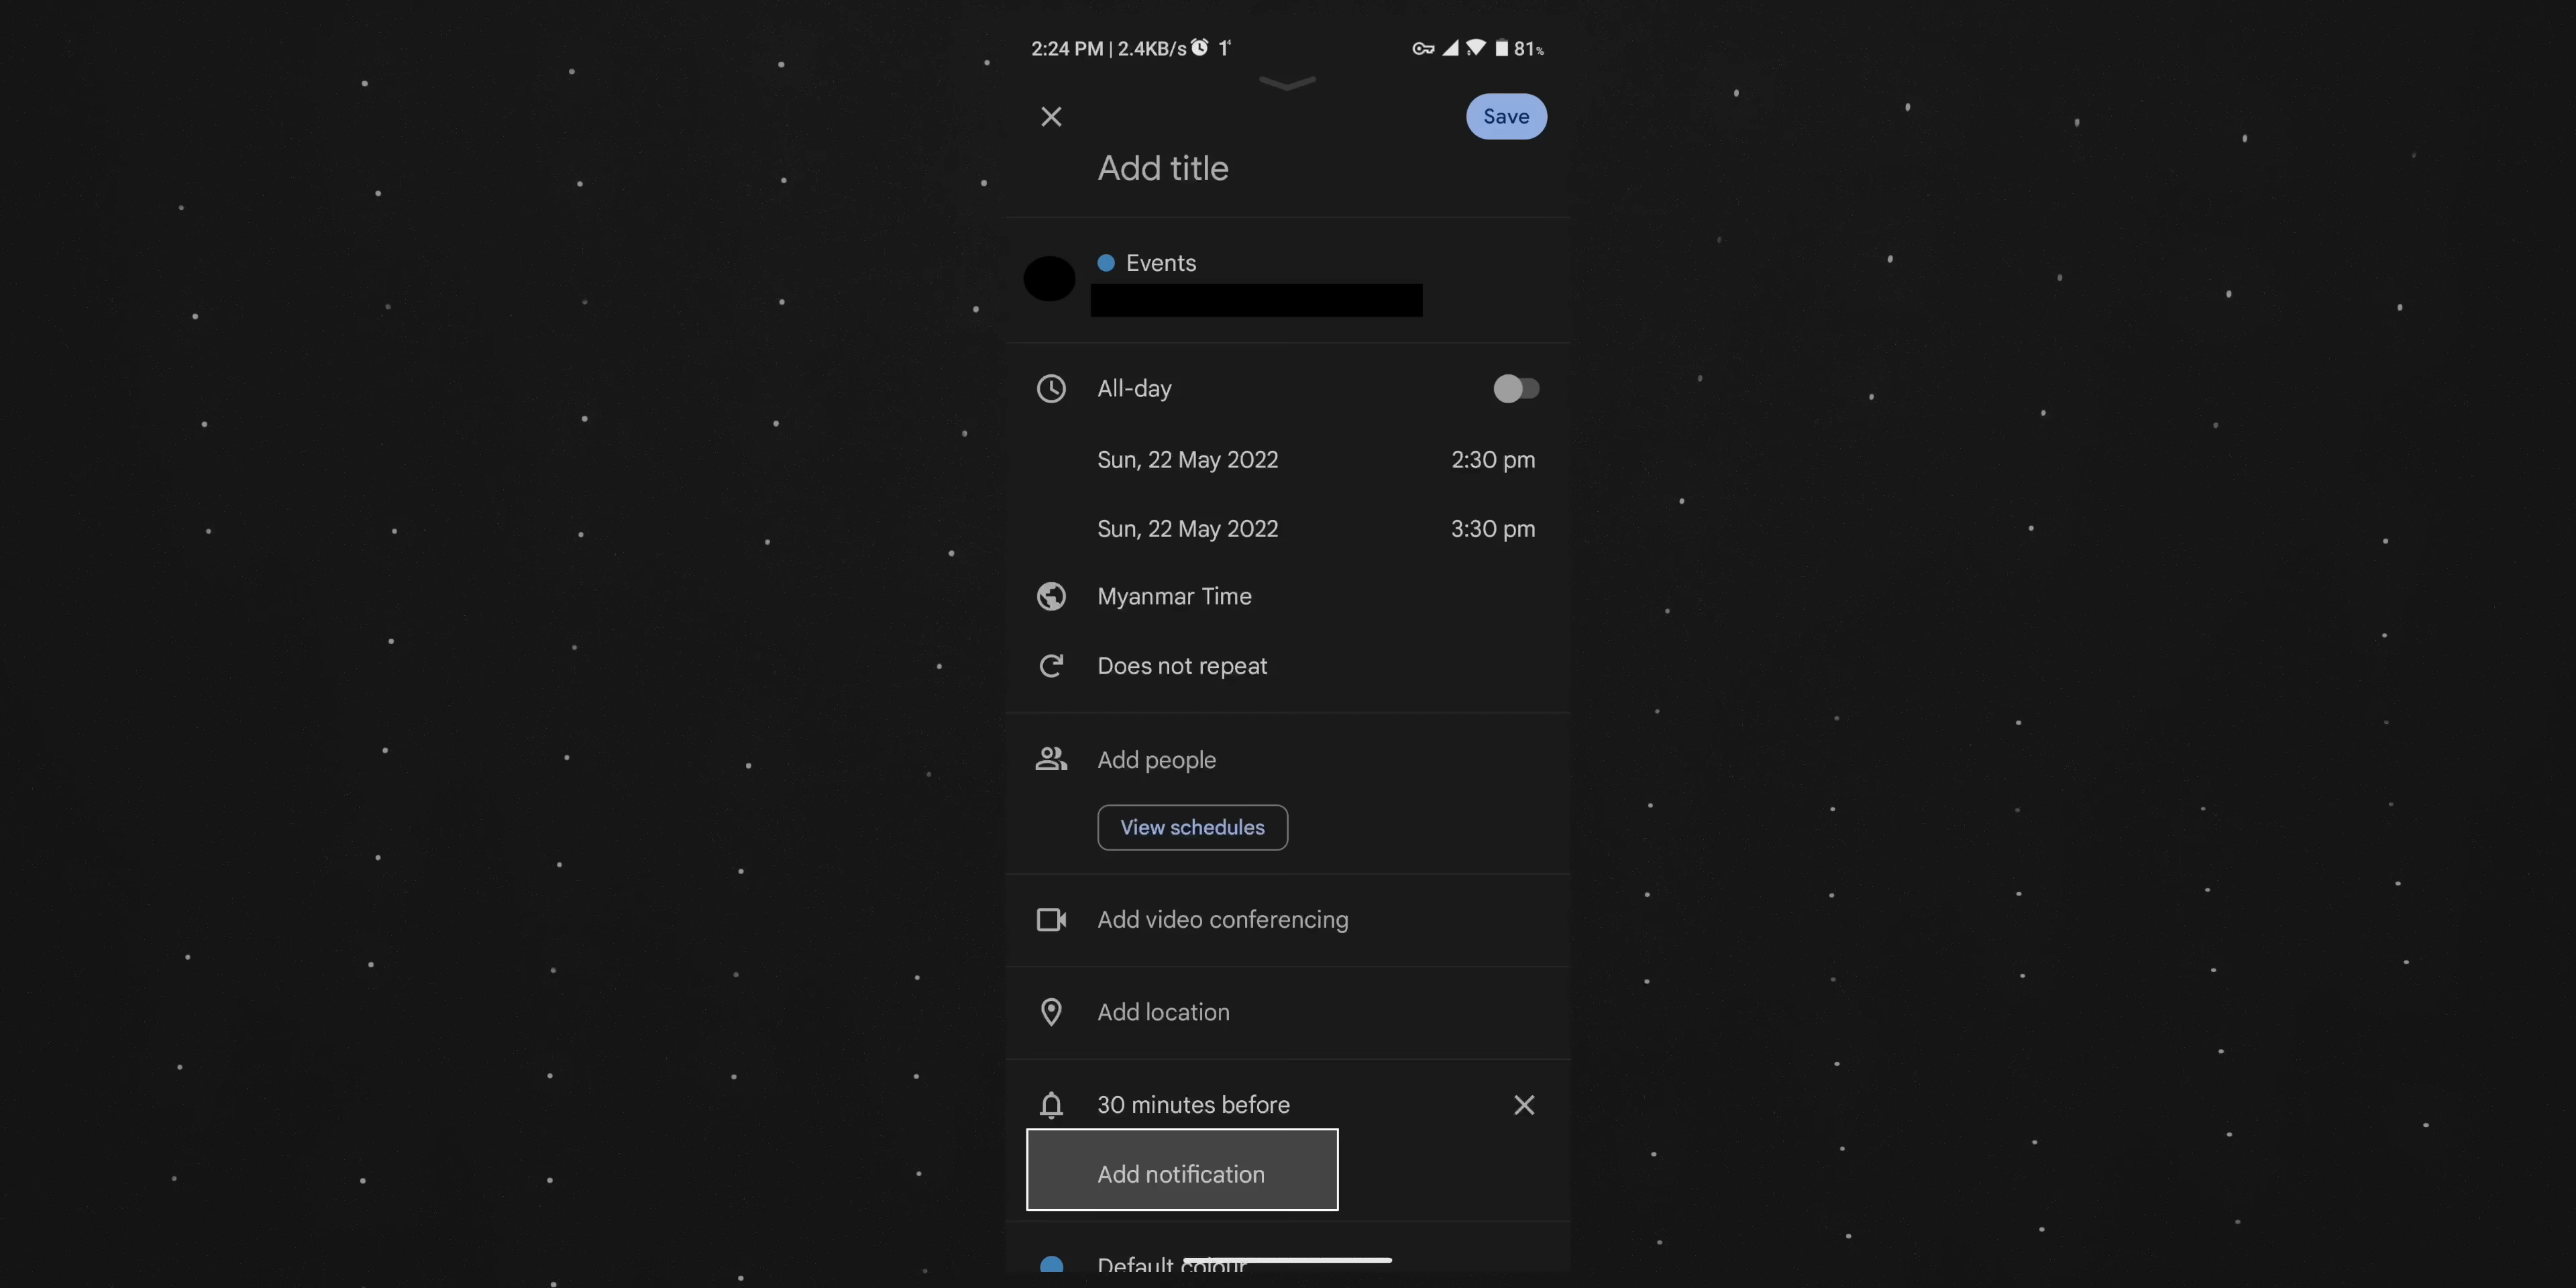 2:24 PM | 2.4KB/s
81%
Save
Add title
Events
All-day
Sun, 22 May 2022 2:30 pm
Sun, 22 May 2022 3:30 pm
Myanmar Time
Does not repeat
Add people
View schedules
Add video conferencing
Add location
30 minutes before
Add notification
Default colour